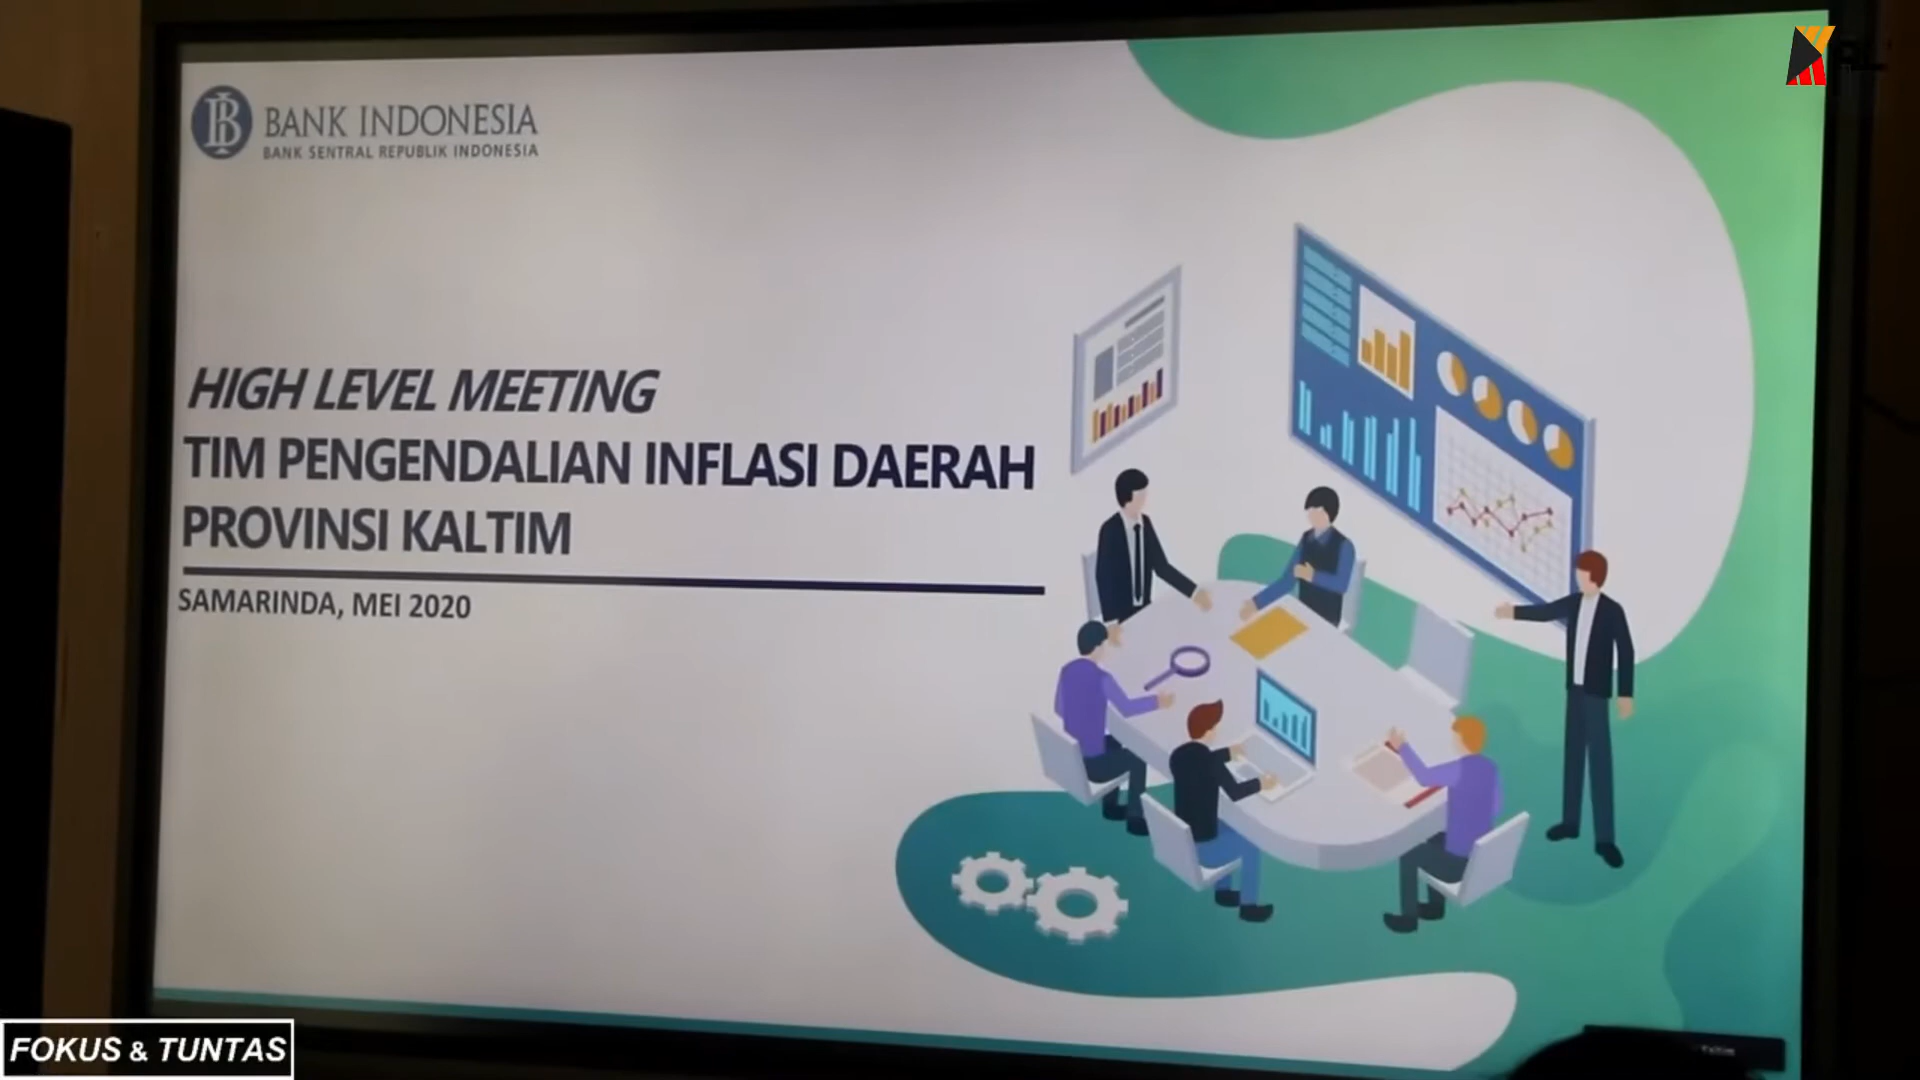 BANK INDONESIA
BANK SENTRAL REPUBLIK INDONESIA
HIGH LEVEL MEETING
TIM PENGENDALIAN INFLASI DAERAH
PROVINSI KALTIM
SAMARINDA, MEI 2020
FOKUS & TUNTAS